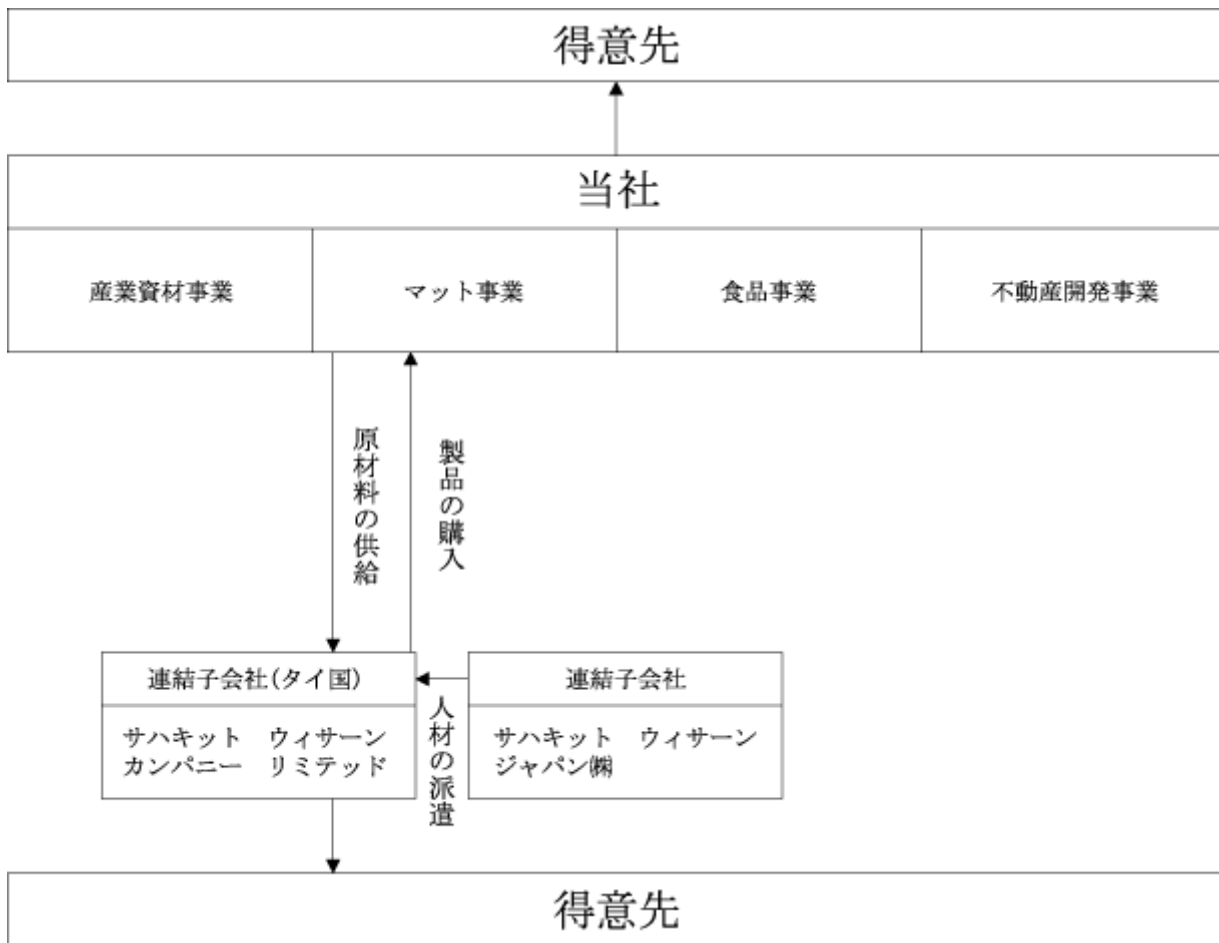 得意先
当社
産業資材事業
マット事業
食品事業
不動産開発事業
原材料の供給
製品の購入
連結子会社(タイ国)
サハキット　ウィサーン
カンパニー　リミテッド
人材の派遣
連結子会社
サハキット　ウィサーン
ジャパン㈱
得意先